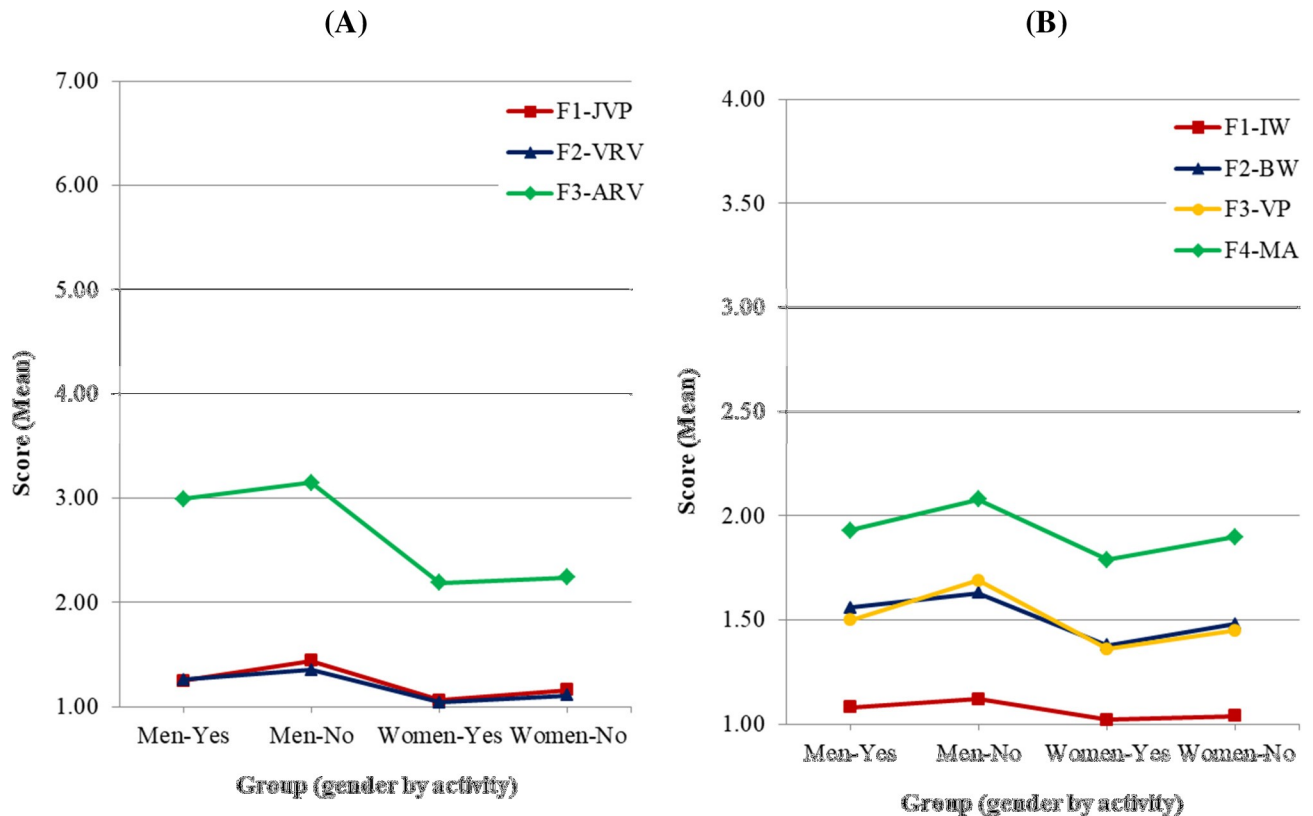 (A)
7.00
6.00
5.00
4.00
3.00
2.00
1.00
Score (Mean)
F1-JVP
F2-VRV
F3-ARV
Men-Yes Men-No Women-Yes Women-No
Group (gender by activity)
(B)
4.00
3.50
3.00
2.50
2.00
1.50
1.00
Score (Mean)
F1-IW
F2-BW
F3-VP
F4-MA
Men-Yes Men-No Women-Yes Women-No
Group (gender by activity)